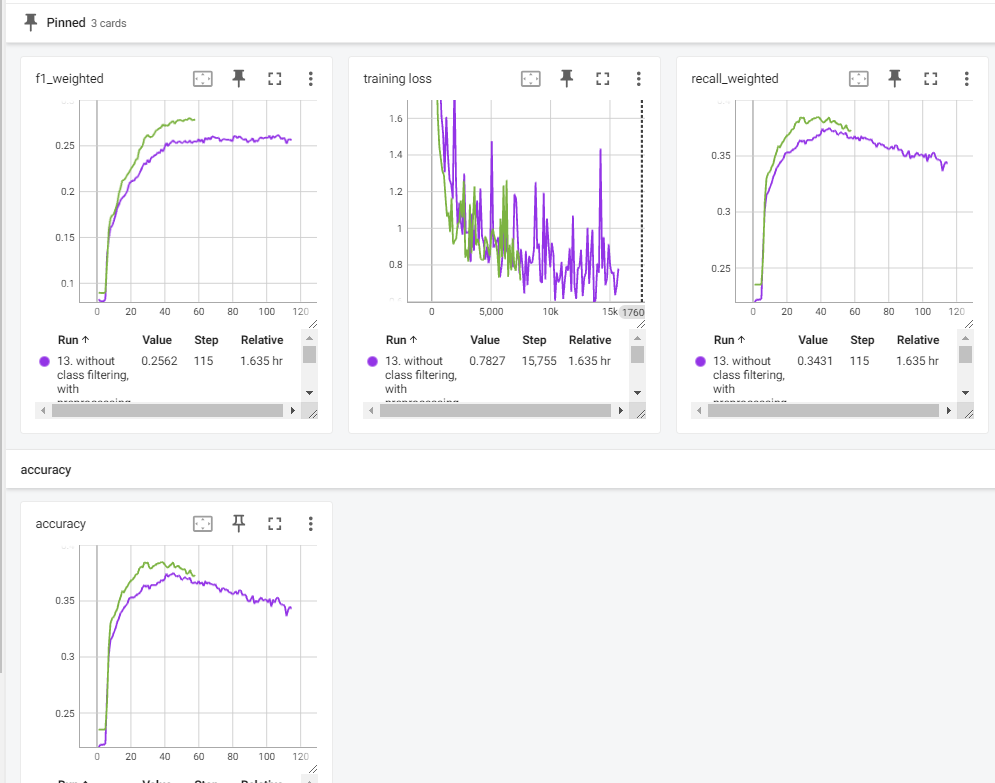 Pinned 3 cards
f1_weighted
0.25
0.2
0.15
0.1
0 20 40 60 80 100 120
Run ↑ Value Step Relative
13. without class filtering, with 0.2562 115 1.635 hr
training loss
1.6
1.4
1.2
1
0.8
0 5,000 10k 15k 1760
Run ↑ Value Step Relative
13. without class filtering, with 0.7827 15,755 1.635 hr
recall_weighted
0.35
0.3
0.25
0 20 40 60 80 100 120
Run ↑ Value Step Relative
13. without class filtering, with 0.3431 115 1.635 hr
accuracy
accuracy
0.35
0.3
0.25
0 20 40 60 80 100 120
Run ↑ Value Step Relative